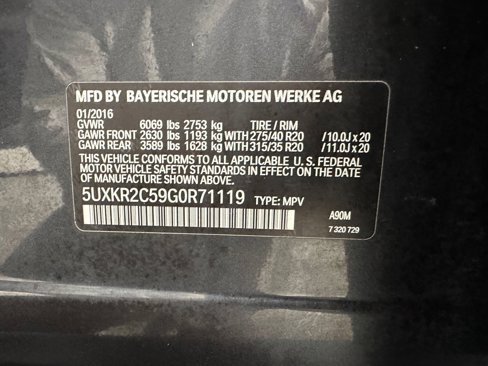 MFD BY BAYERISCHE MOTOREN WERKE AG
01/2016
GVWR 6069 lbs 2753 kg TIRE / RIM
GAWR FRONT 2630 lbs 1193 kg WITH 275/40 R20 /10.0J x 20
GAWR REAR 3589 lbs 1628 kg WITH 315/35 R20 /11.0J x 20
THIS VEHICLE CONFORMS TO ALL APPLICABLE U. S. FEDERAL
MOTOR VEHICLE SAFETY STANDARDS IN EFFECT ON THE DATE OF
MANUFACTURE SHOWN ABOVE.
5UXKR2C59G0R71119 TYPE: MPV
A90M
7 320 729